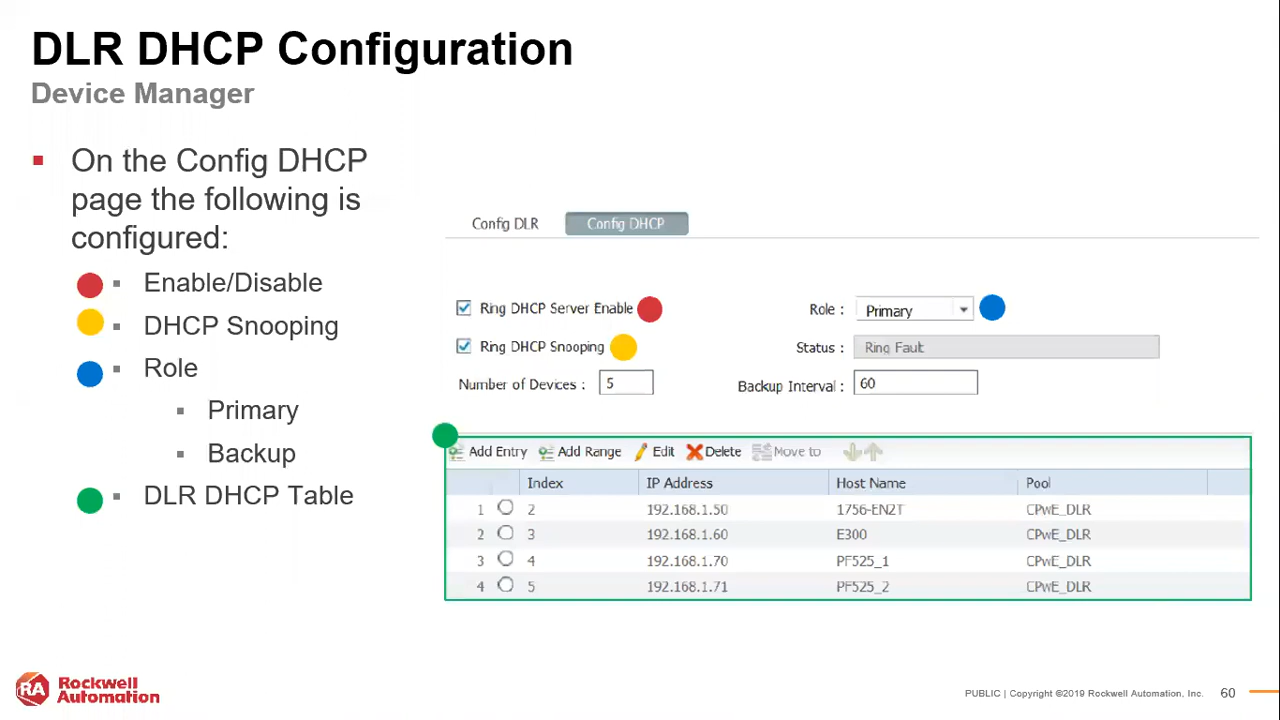 DLR DHCP Configuration
Device Manager
On the Config DHCP
page the following is
configured:
Enable/Disable
DHCP Snooping
Role
Primary
Backup
DLR DHCP Table
Config DLR Config DHCP
Ring DHCP Server Enable Role : Primary
Ring DHCP Snooping Status : Ring Fault
Number of Devices : 5 Backup Interval : 60
Add Entry Add Range Edit Delete Move to
Index IP Address Host Name Pool
1 2 192.168.1.50 1756-EN2T CPwE_DLR
2 3 192.168.1.60 E300 CPwE_DLR
3 4 192.168.1.70 PF525_1 CPwE_DLR
4 5 192.168.1.71 PF525_2 CPwE_DLR
RA Rockwell
Automation
PUBLIC | Copyright ©2019 Rockwell Automation, Inc. 60